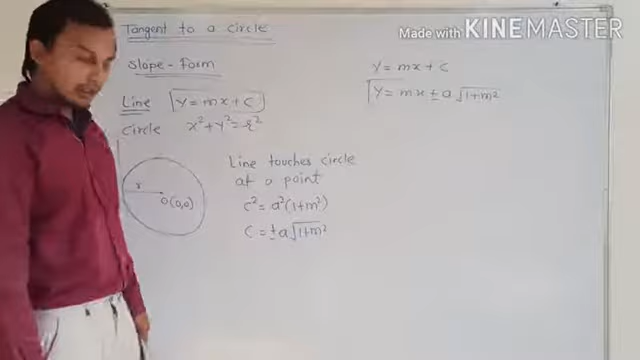 Tangent to a circle
Made with KINEMASTER
Slope - form
Line y = mx + c
Circle x² + y² = r²
r
O(0,0)
Line touches circle
at a point
c² = a²(1+m²)
c = ±a√1+m²
y = mx + c
y = mx ± a √1+m²